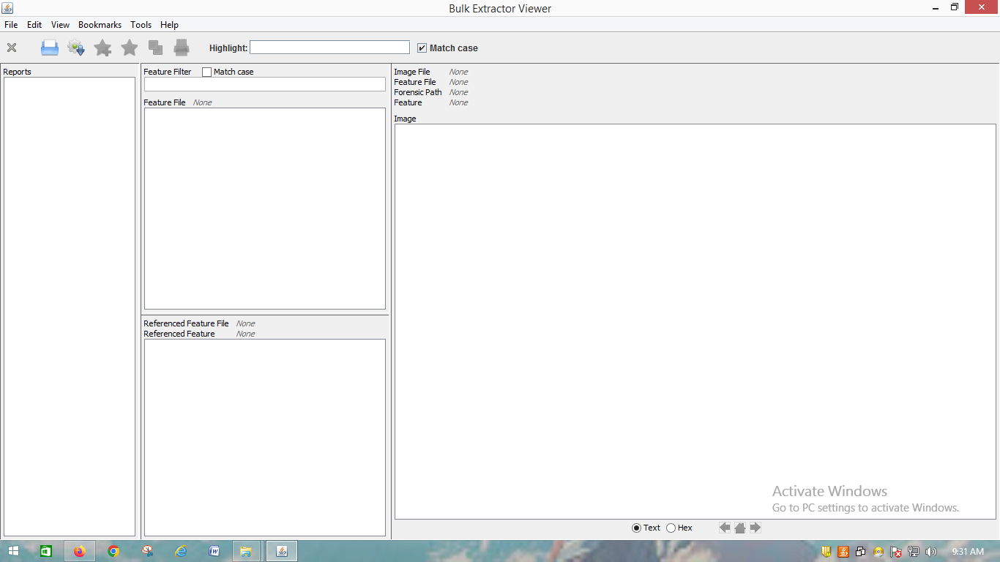 Bulk Extractor Viewer
File Edit View Bookmarks Tools Help
Highlight: Match case
Reports
Feature Filter Match case
Feature File None
Referenced Feature File None
Referenced Feature None
Image File None
Feature File None
Forensic Path None
Feature None
Image
Activate Windows
Go to PC settings to activate Windows.
Text Hex
9:31 AM